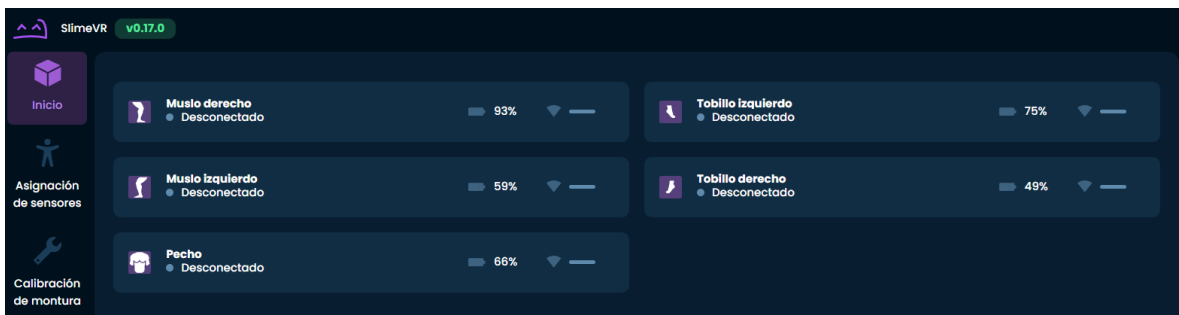 SlimeVR v0.17.0
Inicio
Asignación
de sensores
Calibración
de montura
Muslo derecho
Desconectado
93%
Tobillo izquierdo
Desconectado
75%
Muslo izquierdo
Desconectado
59%
Tobillo derecho
Desconectado
49%
Pecho
Desconectado
66%